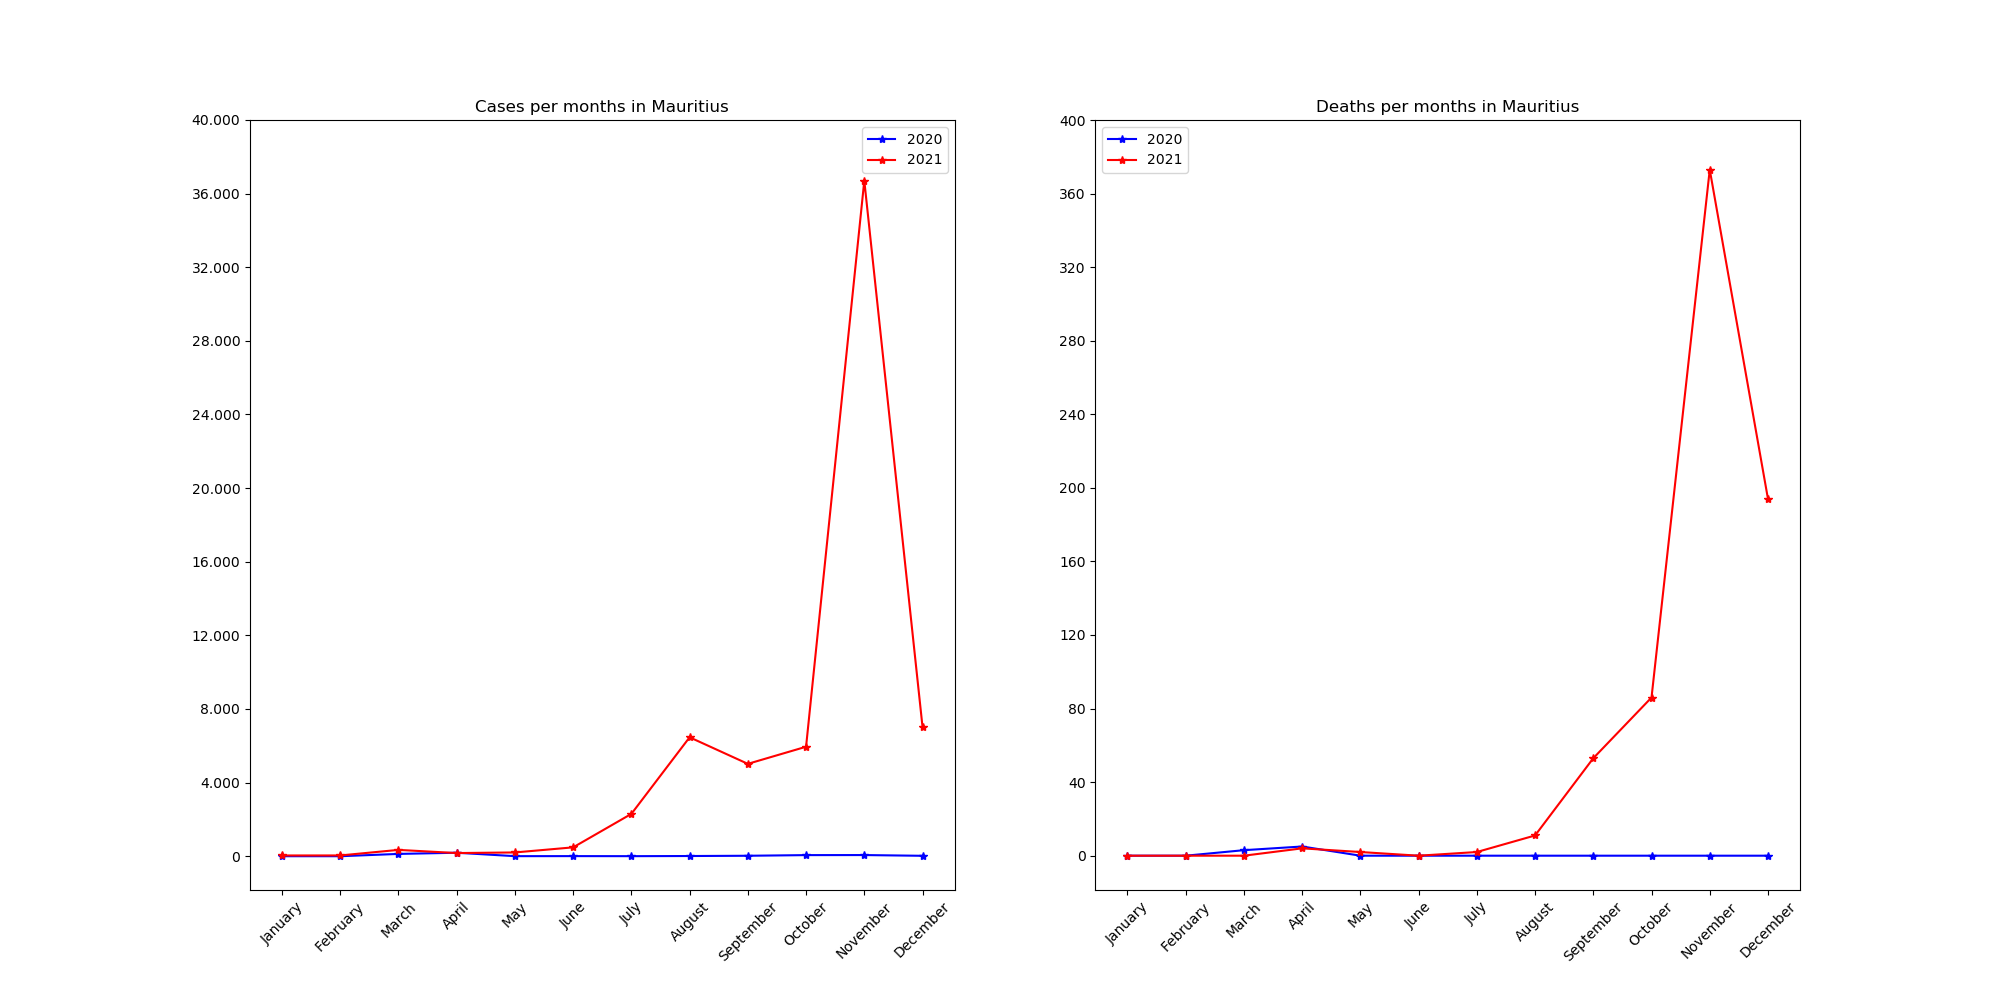 Cases per months in Mauritius
40.000
36.000
32.000
28.000
24.000
20.000
16.000
12.000
8.000
4.000
0
2020
2021
January
February
March
April
May
June
July
August
September
October
November
December
Deaths per months in Mauritius
400
360
320
280
240
200
160
120
80
40
0
2020
2021
January
February
March
April
May
June
July
August
September
October
November
December